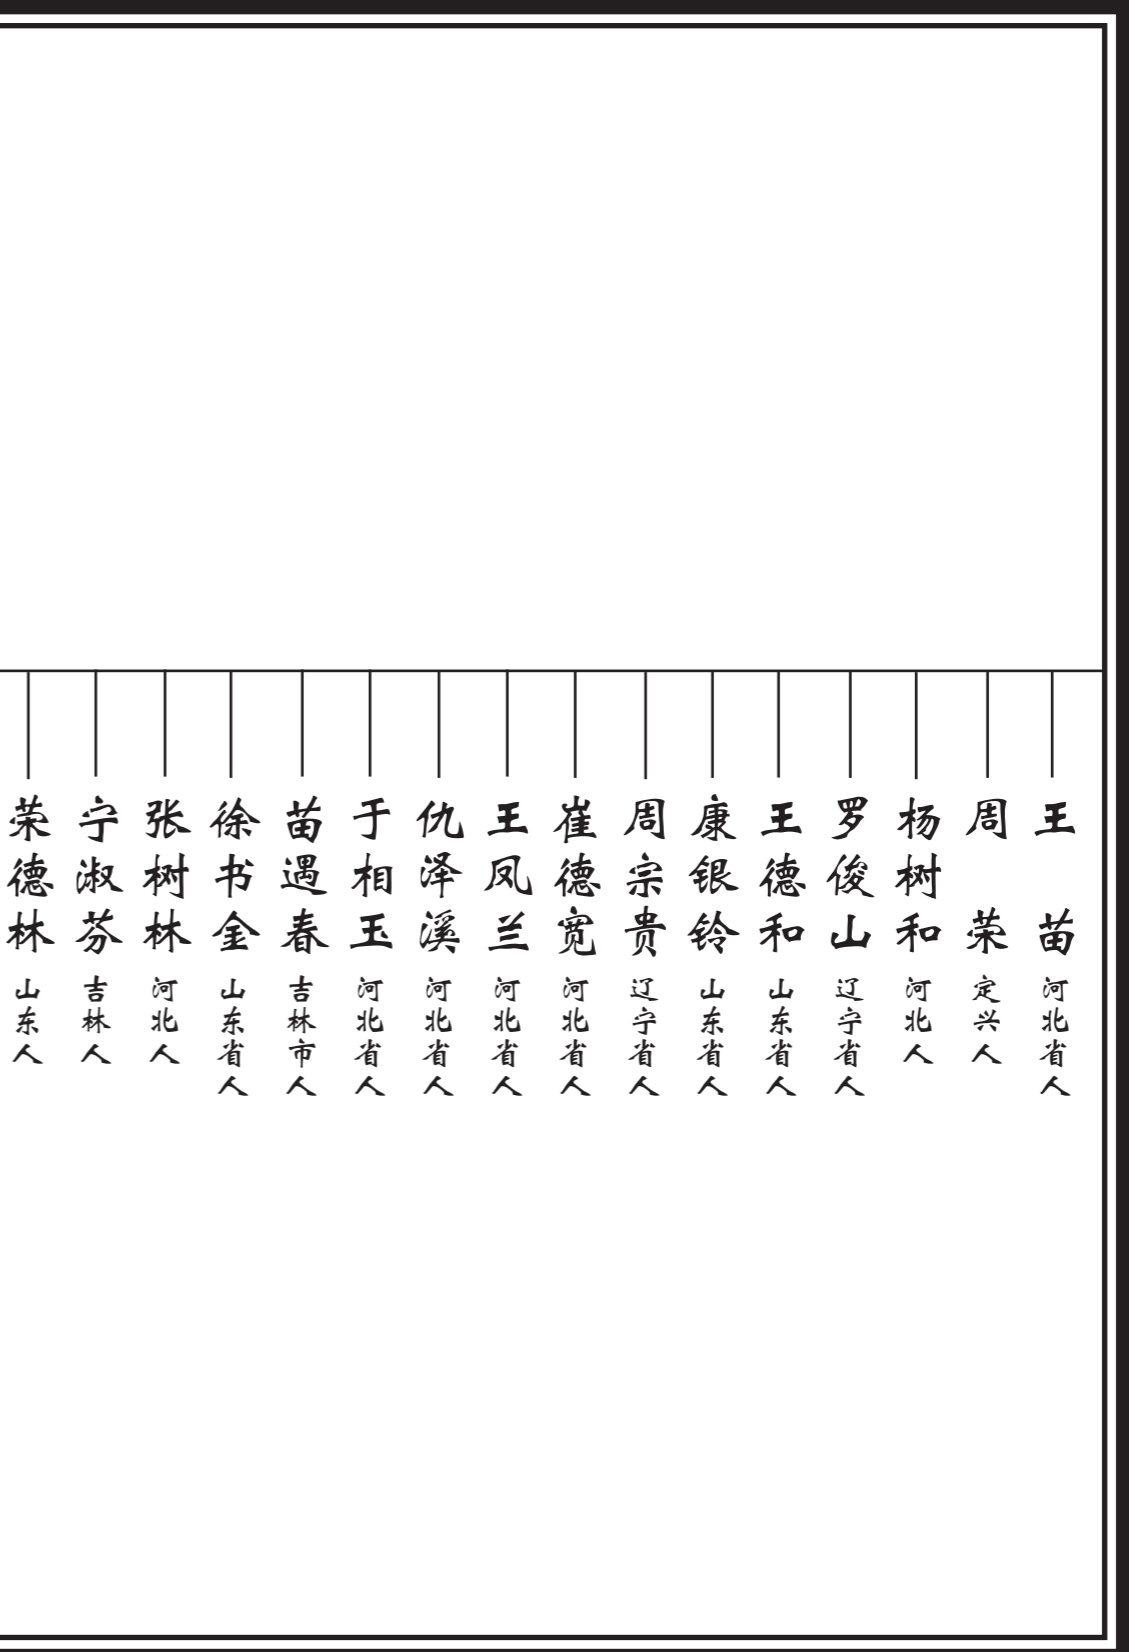 王苗河北省人
周荣定兴人
杨树和河北人
罗俊山辽宁省人
王德和山东省人
康银铃山东省人
周宗贵辽宁省人
崔德宽河北省人
王凤兰河北省人
仇泽溪河北省人
于相玉河北省人
苗遇春吉林市人
徐书金山东省人
张树林河北人
宁淑芬吉林人
荣德林山东人